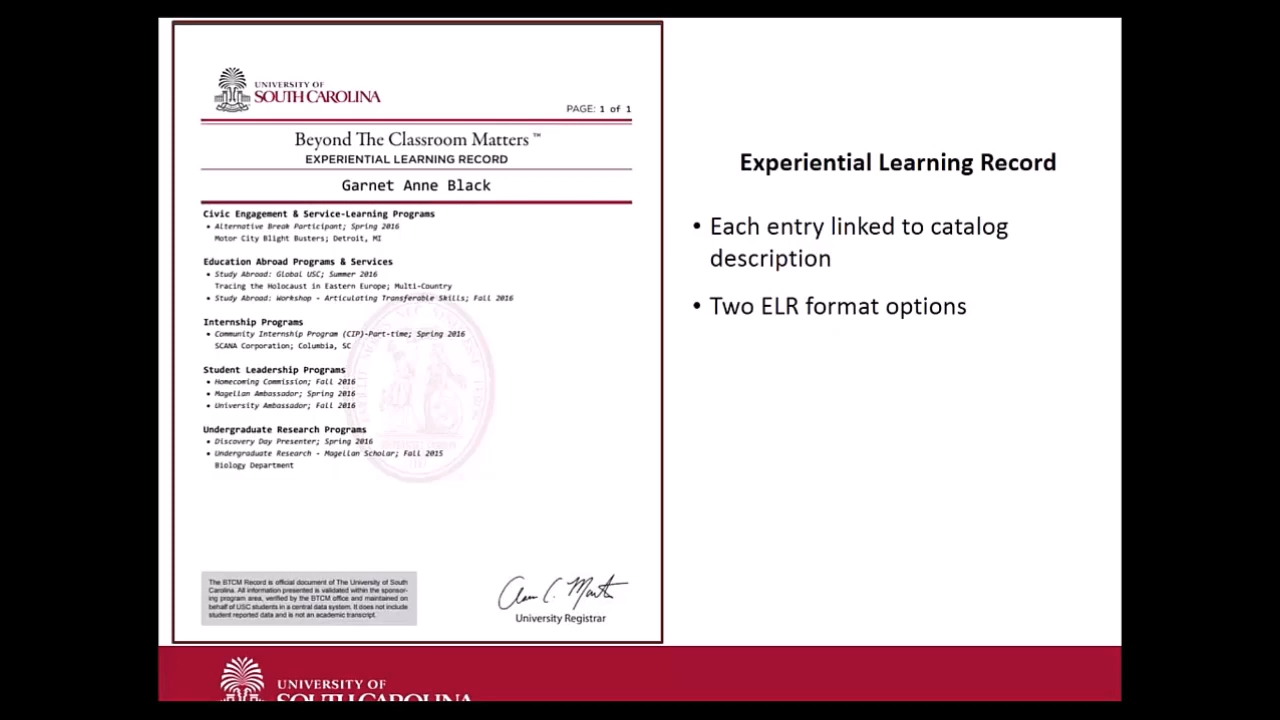 UNIVERSITY OF
SOUTH CAROLINA
PAGE: 1 of 1
Beyond The Classroom Matters ™
EXPERIENTIAL LEARNING RECORD
Garnet Anne Black
Civic Engagement & Service-Learning Programs
• Alternative Break Participant; Spring 2016
Motor City Blight Busters; Detroit, MI
Education Abroad Programs & Services
• Study Abroad: Global USC; Summer 2016
Tracing the Holocaust in Eastern Europe; Multi-Country
• Study Abroad: Workshop - Articulating Transferable Skills; Fall 2016
Internship Programs
• Community Internship Program (CIP)-Part-time; Spring 2016
SCANA Corporation; Columbia, SC
Student Leadership Programs
• Homecoming Commission; Fall 2016
• Magellan Ambassador; Spring 2016
• University Ambassador; Fall 2016
Undergraduate Research Programs
• Discovery Day Presenter; Spring 2016
• Undergraduate Research - Magellan Scholar; Fall 2015
Biology Department
The BTCM Record is official document of The University of South
Carolina. All information presented is validated within the sponsor-
ing program area, verified by the BTCM office and maintained on
behalf of USC students in a central data system. It does not include
student reported data and is not an academic transcript.
University Registrar
Experiential Learning Record
• Each entry linked to catalog
description
• Two ELR format options
UNIVERSITY OF
SOUTH CAROLINA